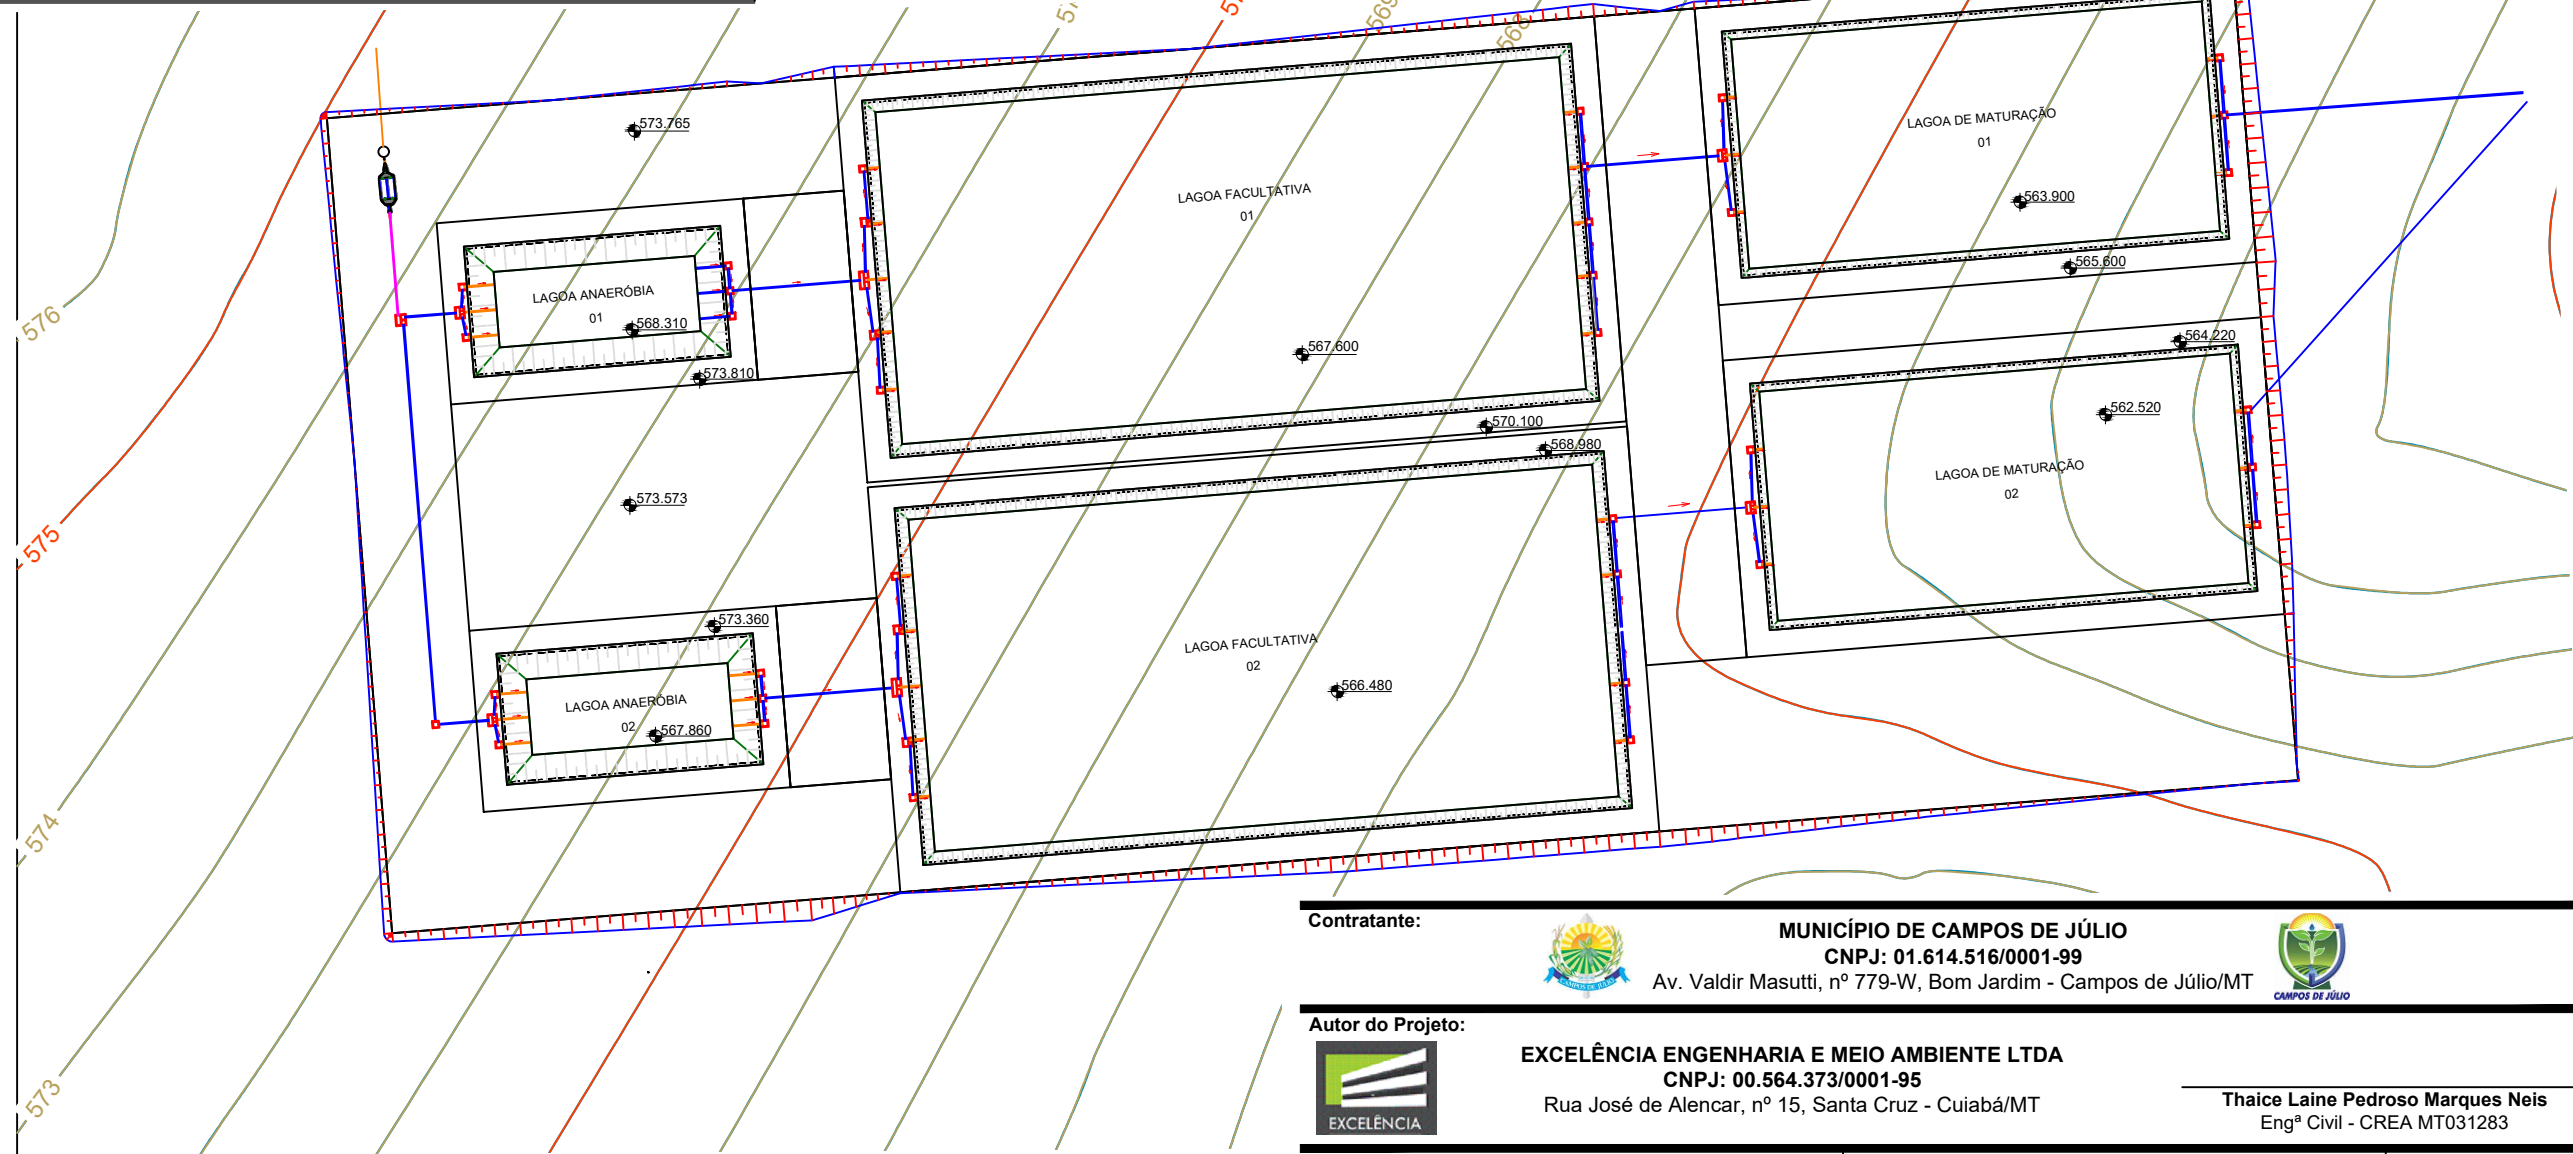 569
568
573.765
LAGOA DE MATURAÇÃO
01
LAGOA FACULTATIVA
01
563.900
565.600
LAGOA ANAERÓBIA
01
568.310
576
564.220
567.600
573.810
562.520
570.100
568.980
LAGOA DE MATURAÇÃO
02
573.573
575
573.360
LAGOA FACULTATIVA
02
566.480
LAGOA ANAERÓBIA
02
567.860
574
573
Contratante:
MUNICÍPIO DE CAMPOS DE JÚLIO
CNPJ: 01.614.516/0001-99
Av. Valdir Masutti, nº 779-W, Bom Jardim - Campos de Júlio/MT
CAMPOS DE JÚLIO
CAMPOS DE JÚLIO
Autor do Projeto:
EXCELÊNCIA ENGENHARIA E MEIO AMBIENTE LTDA
CNPJ: 00.564.373/0001-95
Rua José de Alencar, nº 15, Santa Cruz - Cuiabá/MT
EXCELÊNCIA
Thaice Laine Pedroso Marques Neis
Engª Civil - CREA MT031283